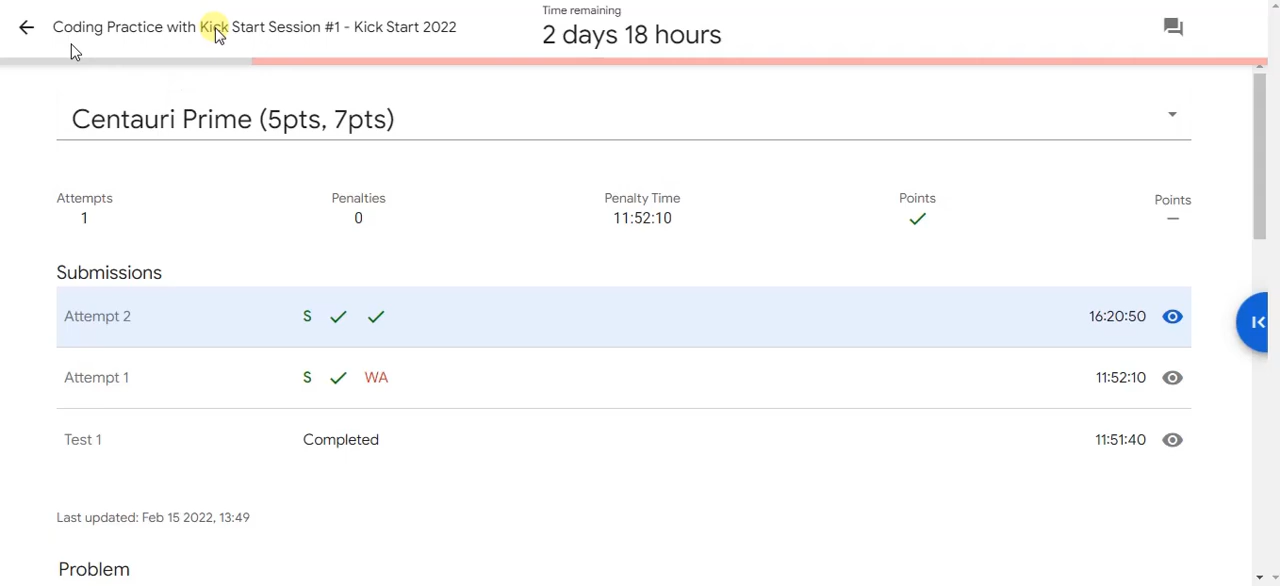 Coding Practice with Kick Start Session #1 - Kick Start 2022
Time remaining
2 days 18 hours
Centauri Prime (5pts, 7pts)
Attempts
1
Penalties
0
Penalty Time
11:52:10
Points
Points
–
Submissions
Attempt 2 S 16:20:50
Attempt 1 S WA 11:52:10
Test 1 Completed 11:51:40
Last updated: Feb 15 2022, 13:49
Problem